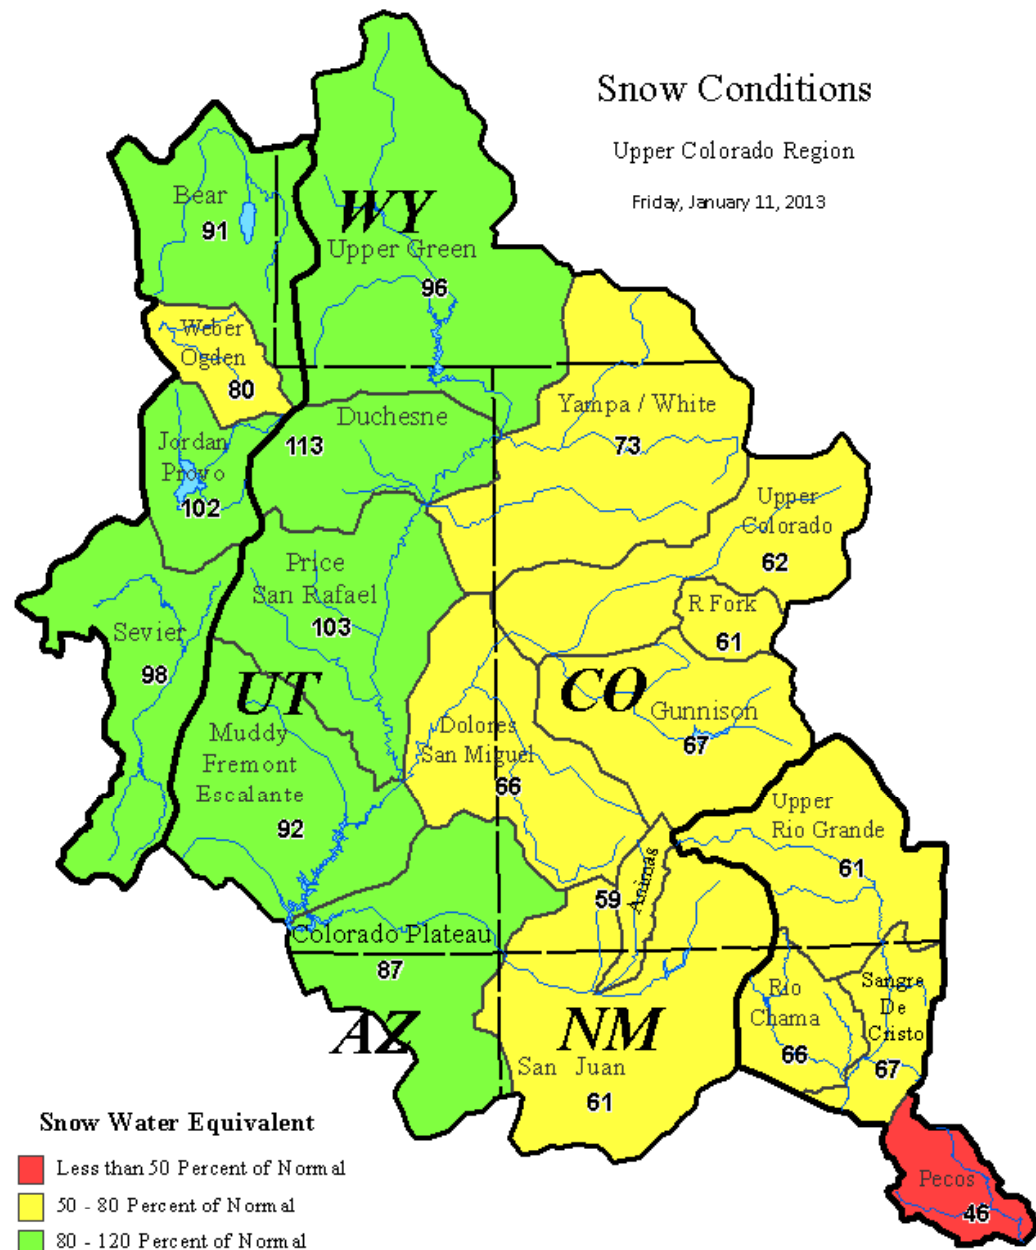 Snow Conditions
Upper Colorado Region
Friday, January 11, 2013
Bear
91
WY
Upper Green
96
Weber
Ogden
80
Duchesne
113
Yampa / White
73
Jordan
Provo
102
Upper
Colorado
62
Price
San Rafael
103
R Fork
61
Sevier
98
UT
CO
Gunnison
67
Muddy
Fremont
Escalante
92
Dolores
San Miguel
66
Upper
Rio Grande
61
Animas
59
Colorado Plateau
87
AZ
NM
San Juan
61
Rio
Chama
66
Sangre
De
Cristo
67
Pecos
46
Snow Water Equivalent
Less than 50 Percent of Normal
50 - 80 Percent of Normal
80 - 120 Percent of Normal